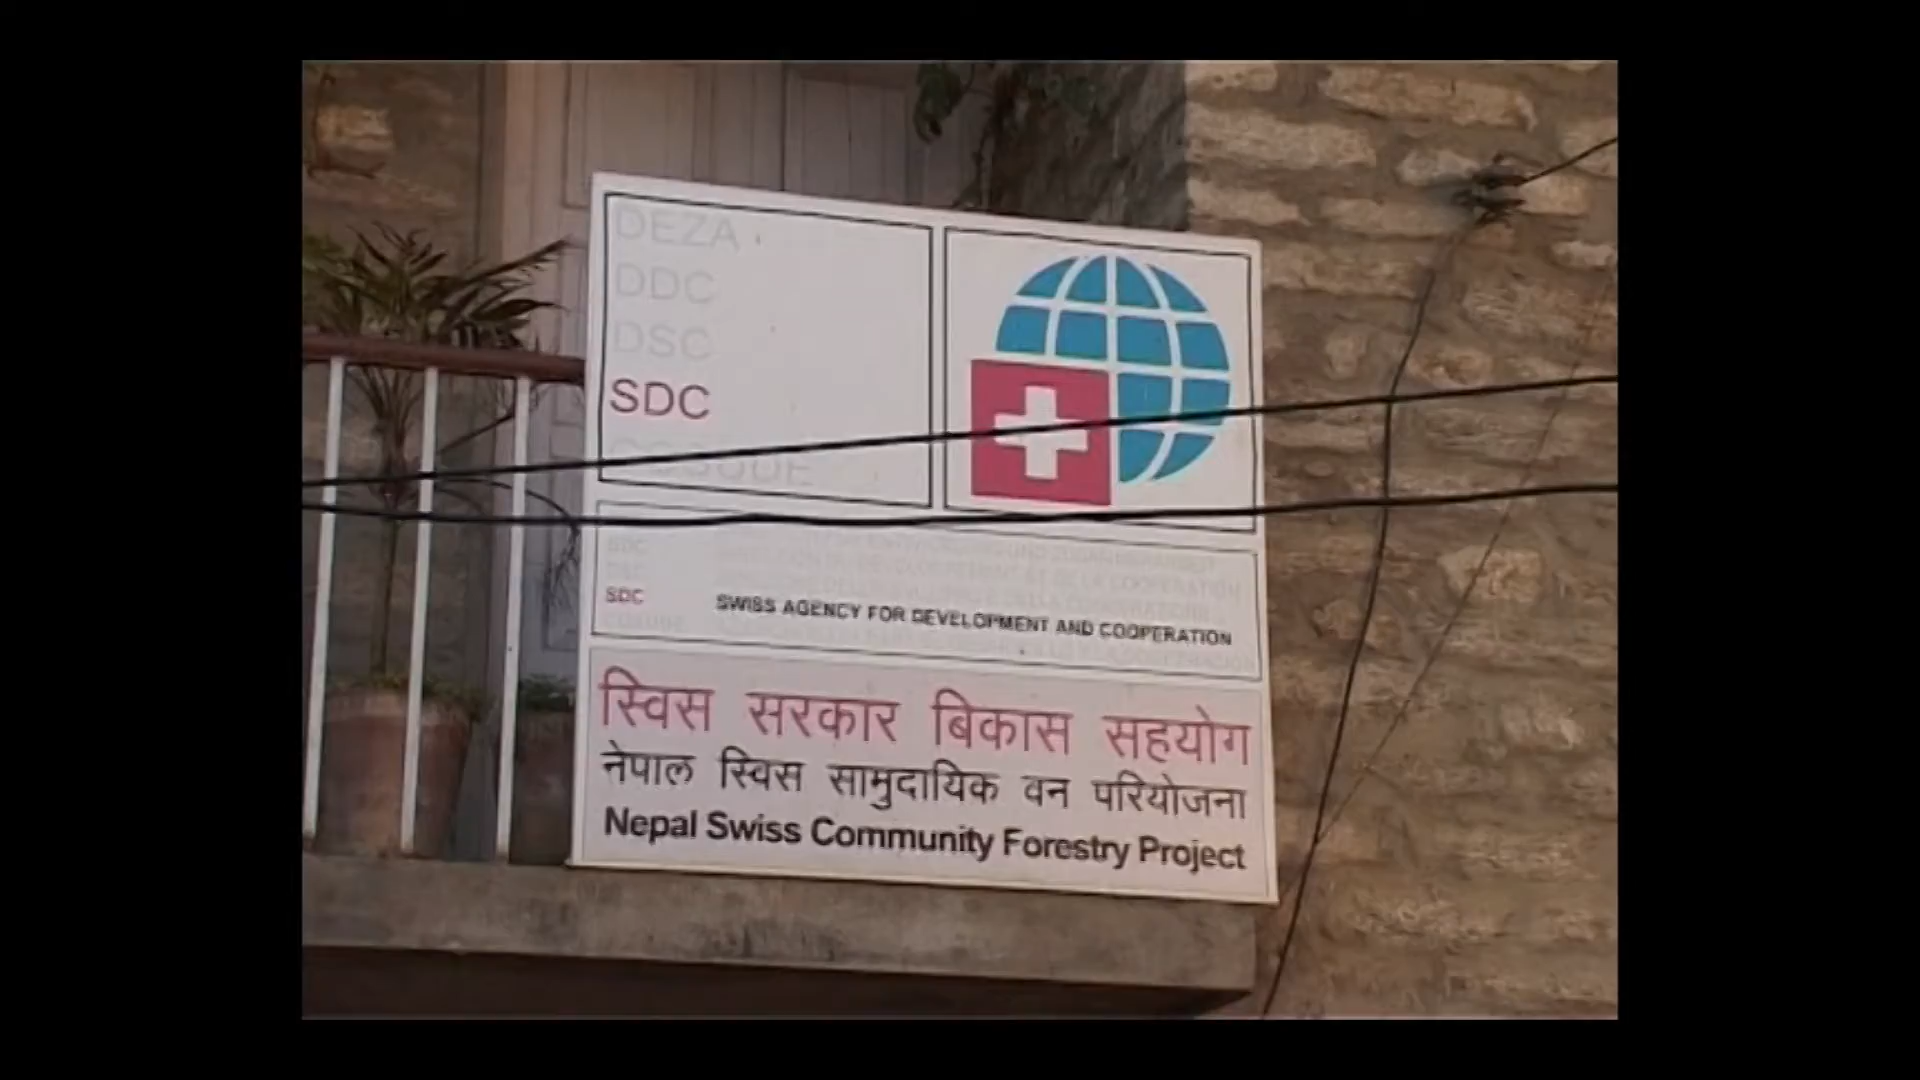 DEZA
DDC
DSC
SDC
COSUDE
SDC SWISS AGENCY FOR DEVELOPMENT AND COOPERATION
स्विस सरकार बिकास सहयोग
नेपाल स्विस सामुदायिक वन परियोजना
Nepal Swiss Community Forestry Project